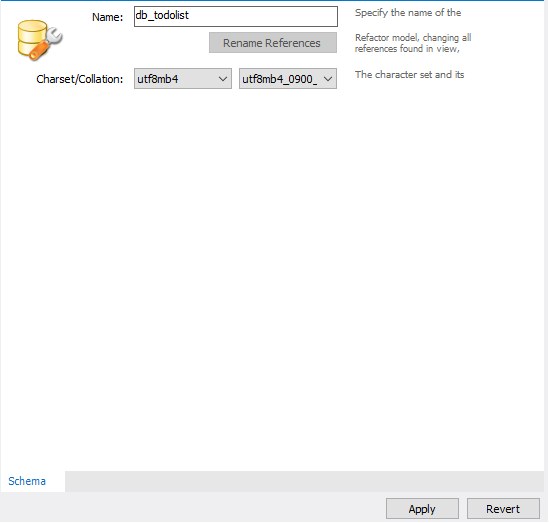 Name: db_todolist Specify the name of the
Rename References Refactor model, changing all
references found in view,
Charset/Collation: utf8mb4 utf8mb4_0900_ The character set and its
Schema
Apply Revert